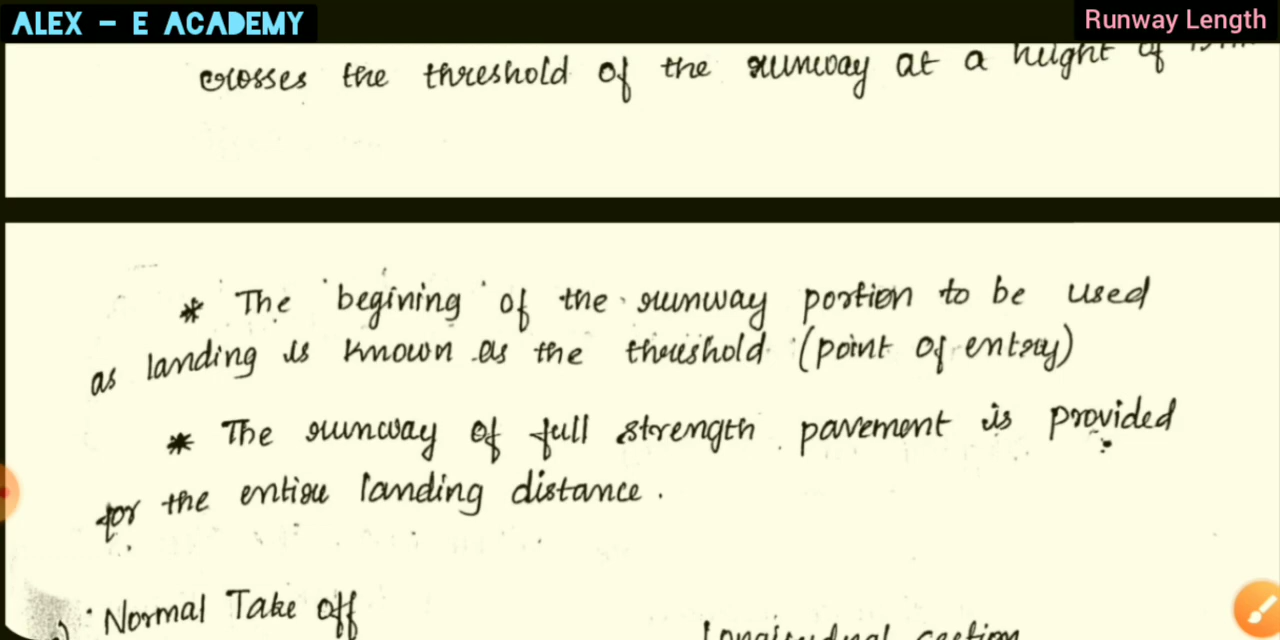 ALEX - E ACADEMY
Runway Length
crosses the threshold of the runway at a height of
* The begining of the runway portion to be used
as landing is known as the threshold (point of entry)
* The runway of full strength pavement is provided
for the entire landing distance.
Normal Take off
Longitudnal section